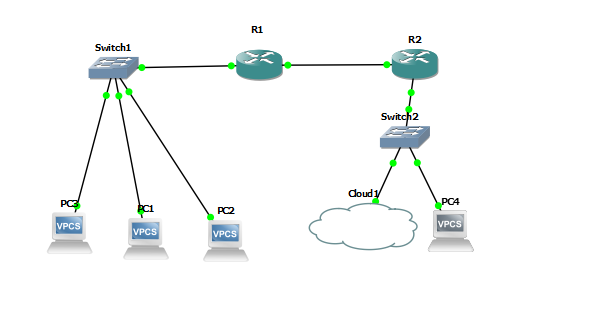 R1
R2
Switch1
Switch2
PC3
PC1
PC2
Cloud1
PC4
VPCS
VPCS
VPCS
VPCS